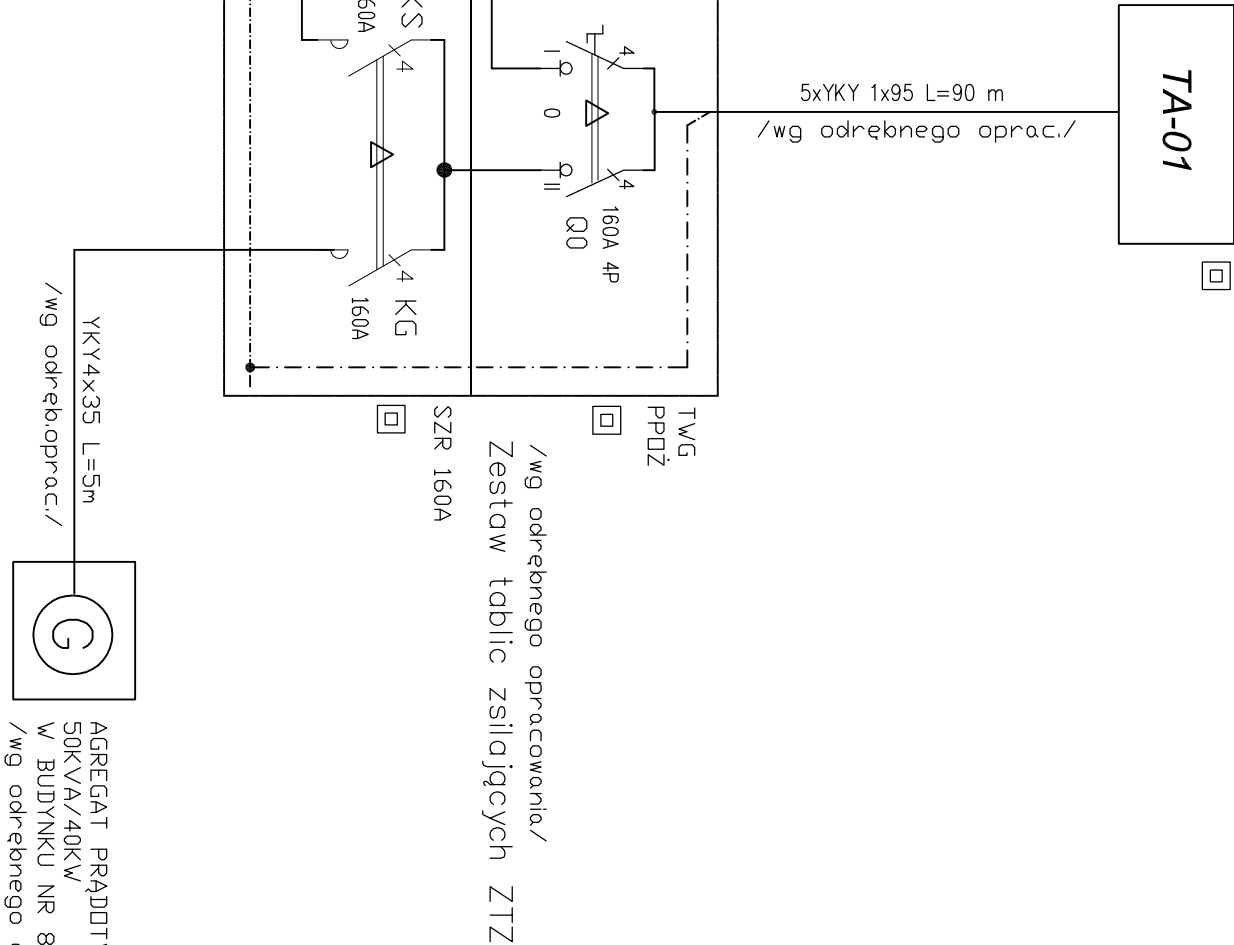 TA-01
5xYKY 1x95 L=90 m
/wg odrębnego oprac./
4
I
0
II
4
160A 4P
Q0
KS
60A
4
4
KG
160A
TWG
PPOŻ
SZR 160A
/wg odrębnego opracowania/
Zestaw tablic zsilających ZTZ
YKY4x35 L=5m
/wg odręb.oprac./
G
AGREGAT
50KVA/40KW
W BUDYNKU NR 8
/wg odrębnego